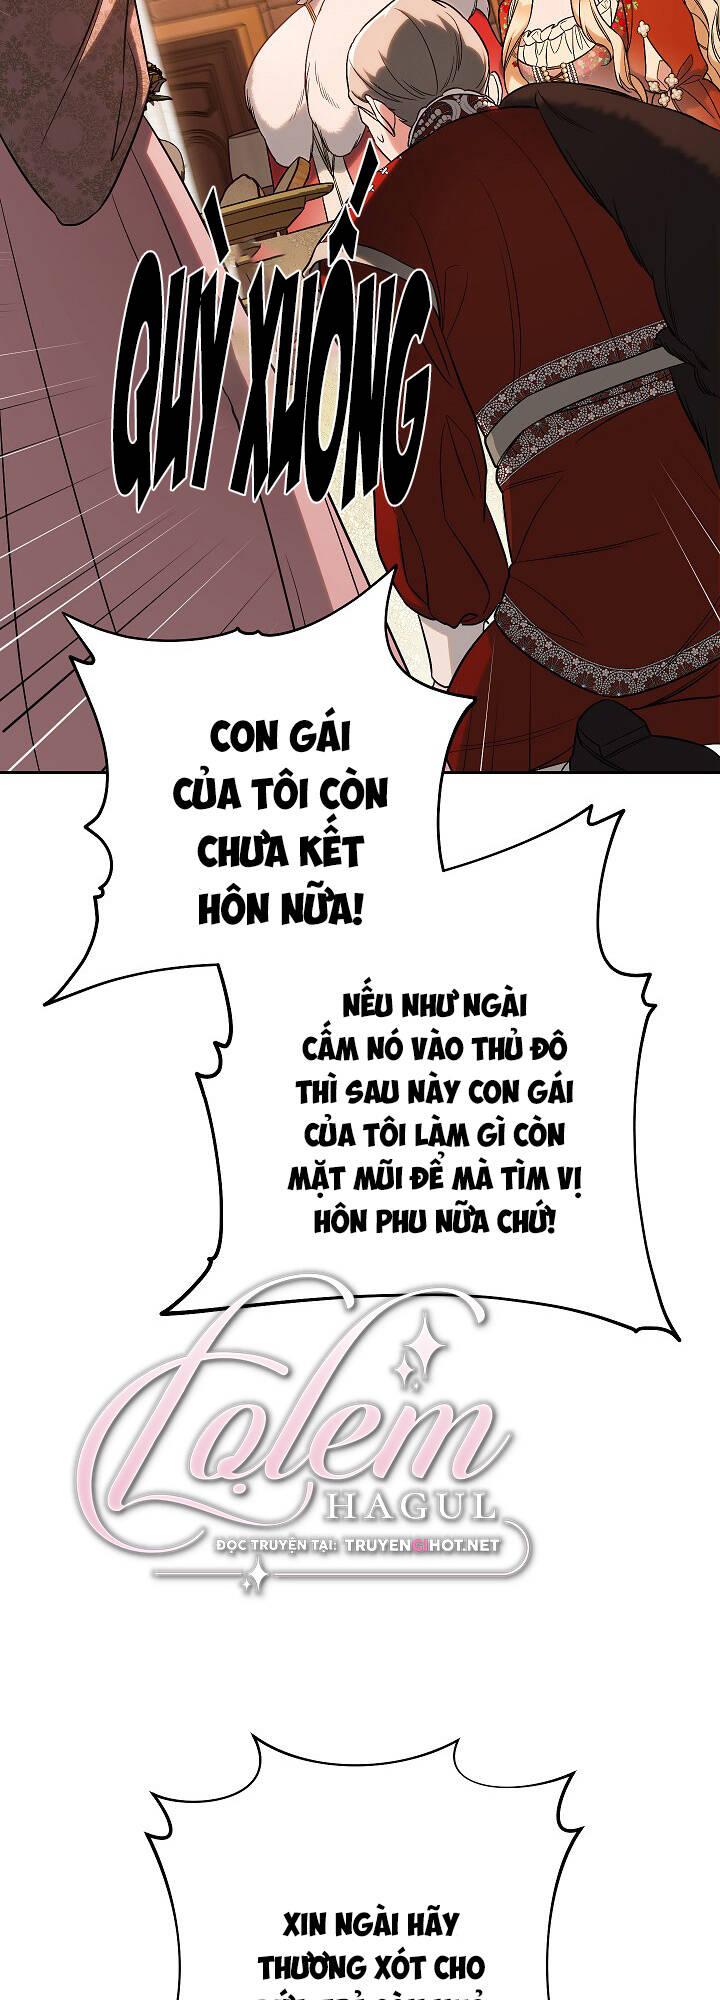 QUỲ XUỐNG
CON GÁI
CỦA TÔI CÒN
CHƯA KẾT
HÔN NỮA!
NẾU NHƯ NGÀI
CẤM NÓ VÀO THỦ ĐÔ
THÌ SAU NÀY CON GÁI
CỦA TÔI LÀM GÌ CÒN
MẶT MŨI ĐỂ MÀ TÌM VỊ
HÔN PHU NỮA CHỨ!
Lọlem
HAGUL
ĐỌC TRUYỆN TẠI: TRUYENGIHOT.NET
XIN NGÀI HÃY
THƯƠNG XÓT CHO